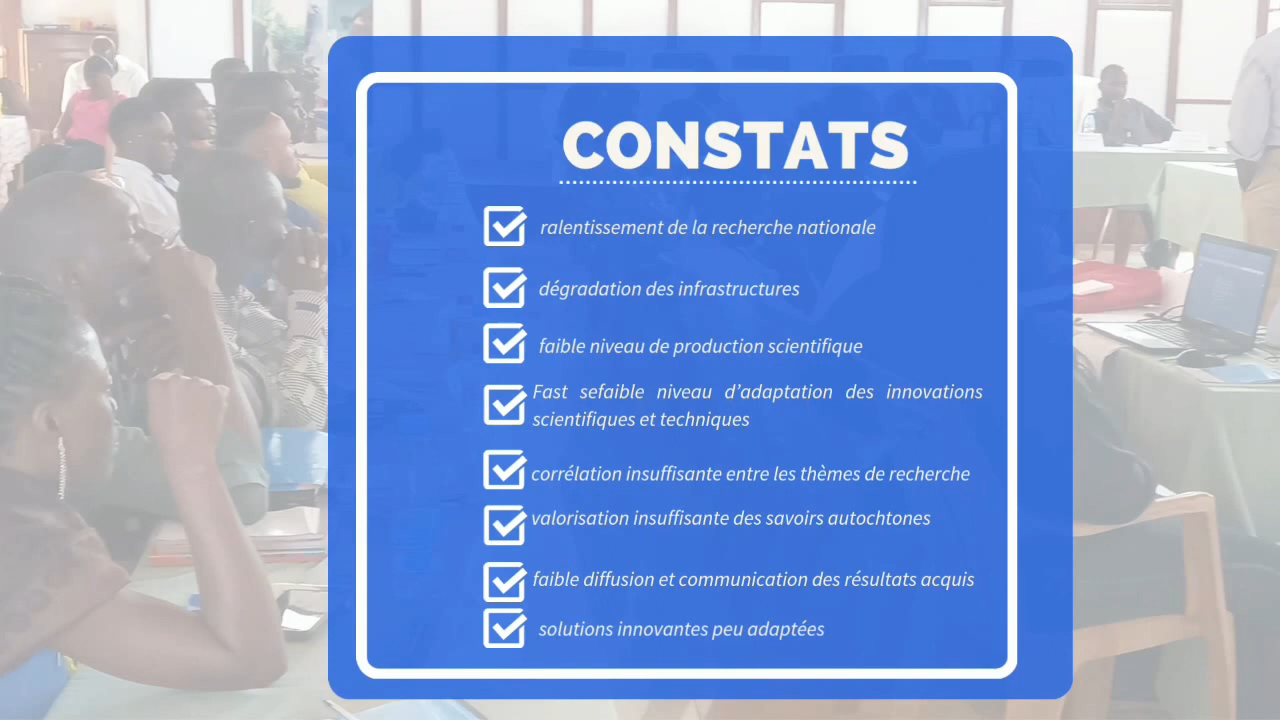 CONSTATS
ralentissement de la recherche nationale
dégradation des infrastructures
faible niveau de production scientifique
Fast sefaible niveau d’adaptation des innovations
scientifiques et techniques
corrélation insuffisante entre les thèmes de recherche
valorisation insuffisante des savoirs autochtones
faible diffusion et communication des résultats acquis
solutions innovantes peu adaptées